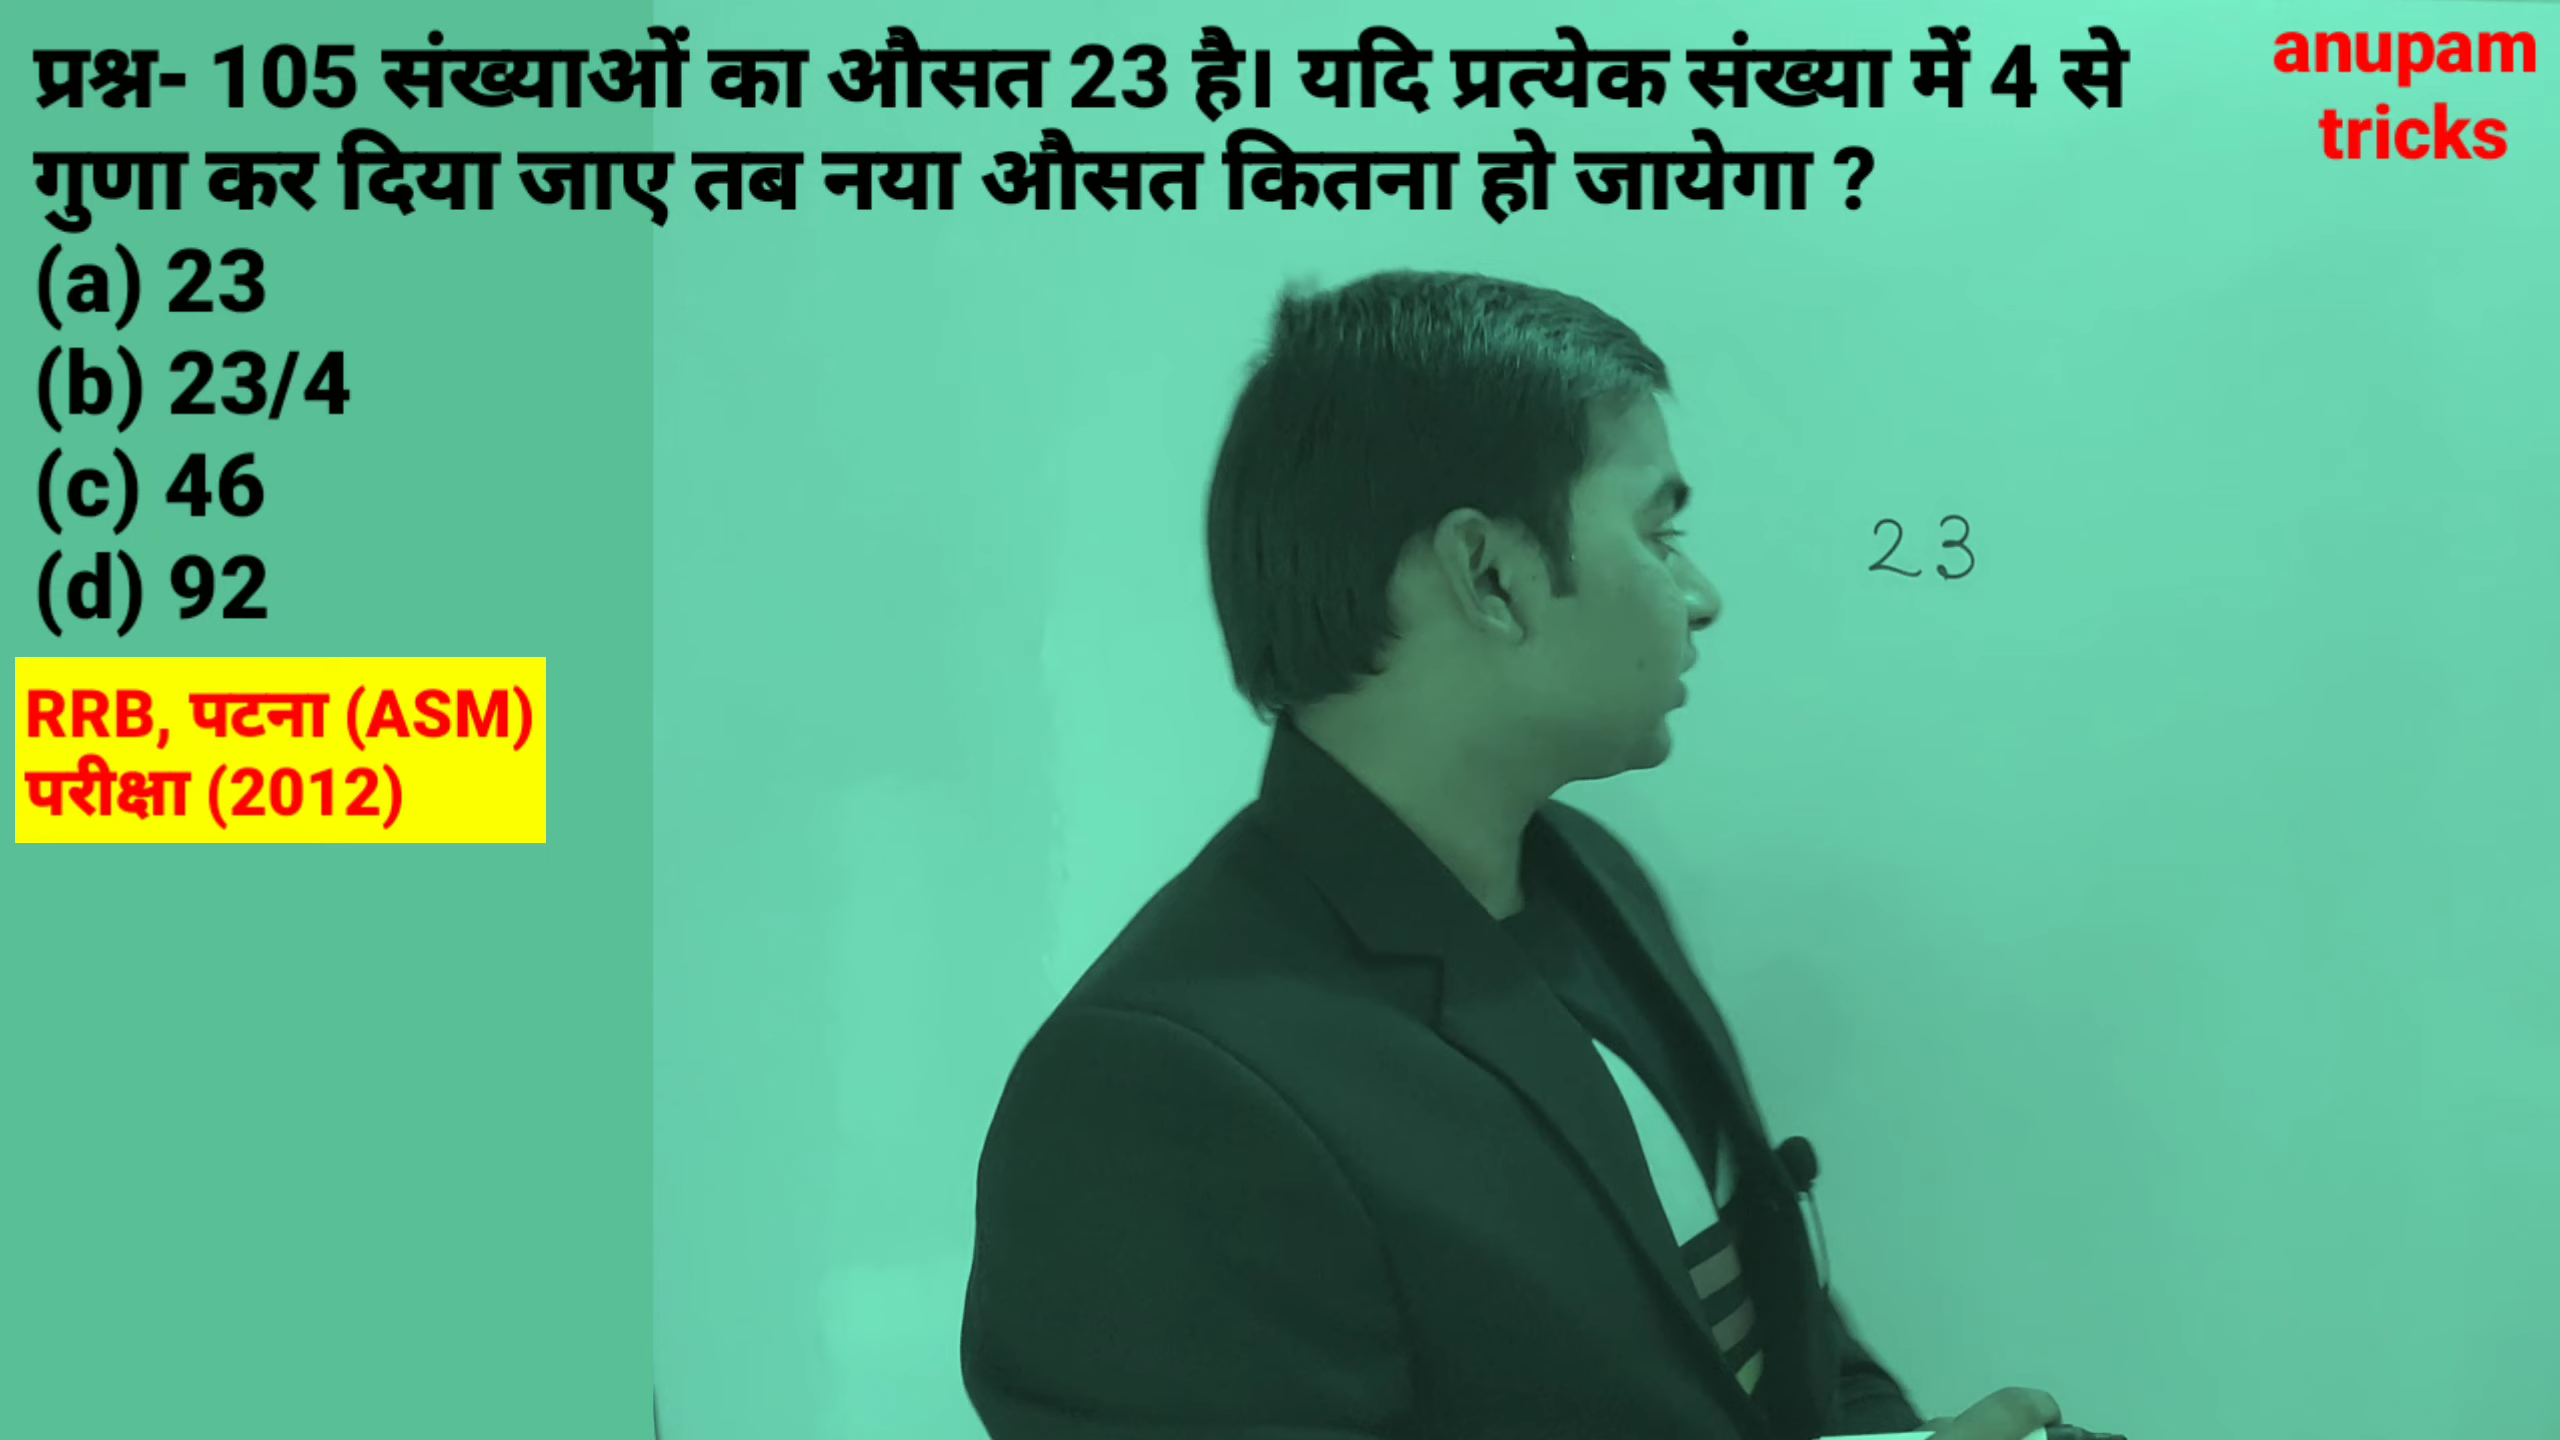 प्रश्न- 105 संख्याओं का औसत 23 है। यदि प्रत्येक संख्या में 4 से
गुणा कर दिया जाए तब नया औसत कितना हो जायेगा ?
(a) 23
(b) 23/4
(c) 46
(d) 92
RRB, पटना (ASM)
परीक्षा (2012)
anupam
tricks
23